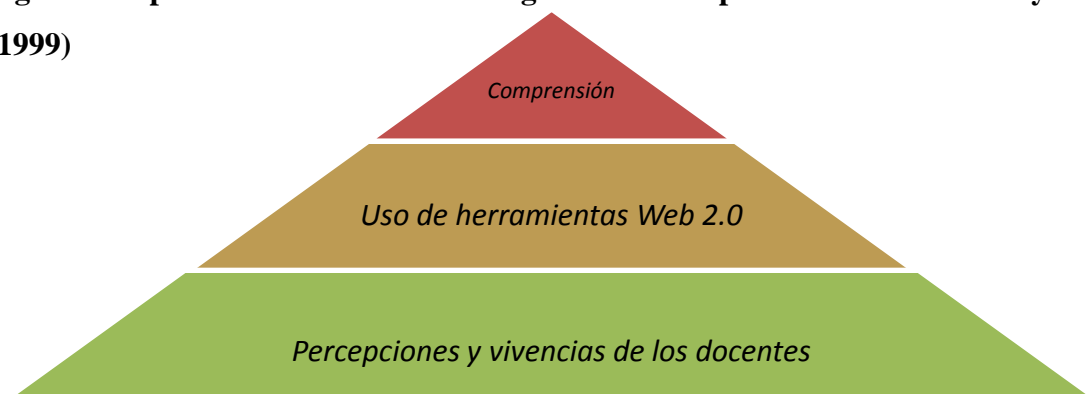 1999)
Comprensión
Uso de herramientas Web 2.0
Percepciones y vivencias de los docentes